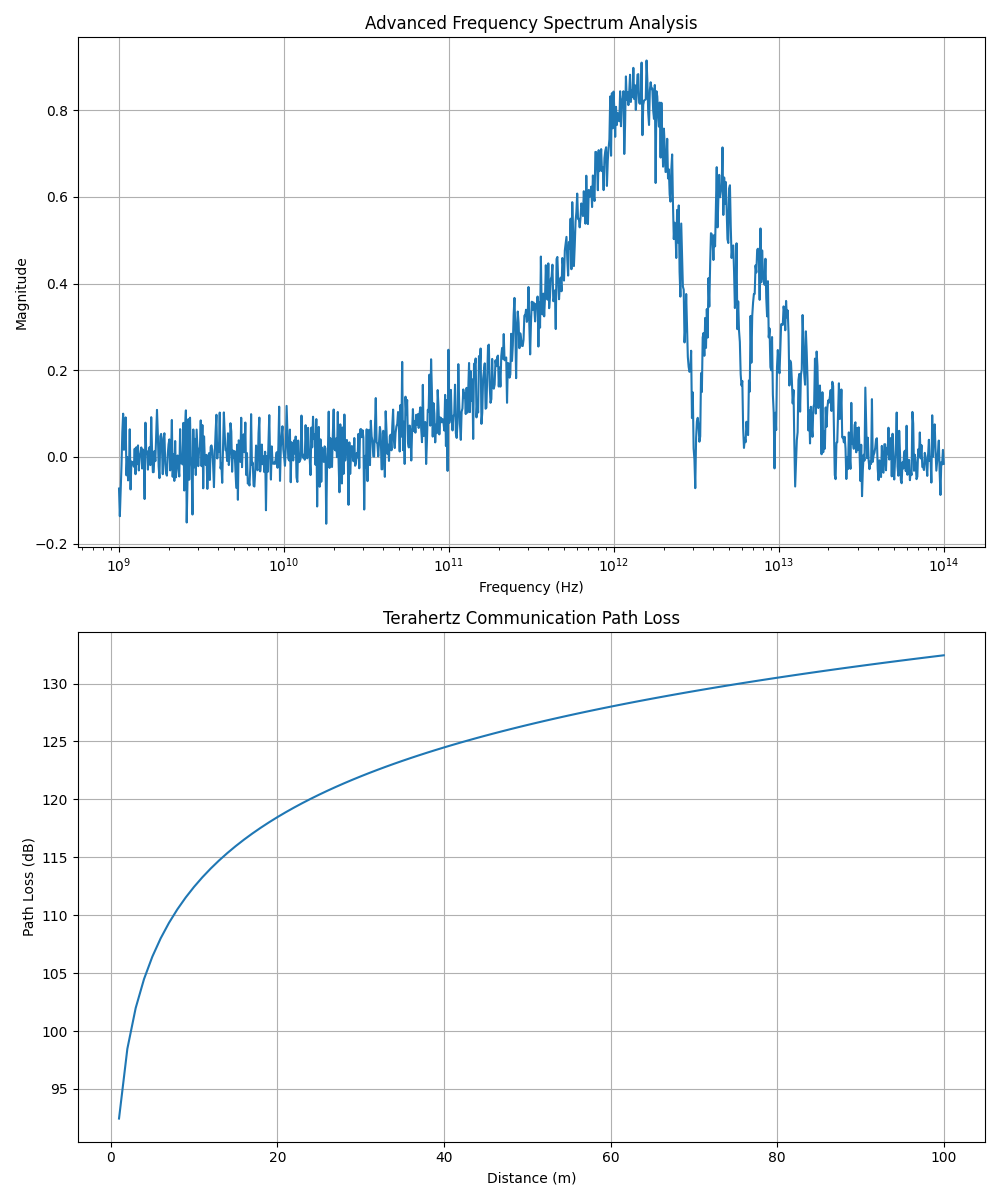 Advanced Frequency Spectrum Analysis
Magnitude
0.8
0.6
0.4
0.2
0.0
−0.2
10⁹ 10¹⁰ 10¹¹ 10¹² 10¹³ 10¹⁴
Frequency (Hz)
Terahertz Communication Path Loss
Path Loss (dB)
130
125
120
115
110
105
100
95
0 20 40 60 80 100
Distance (m)